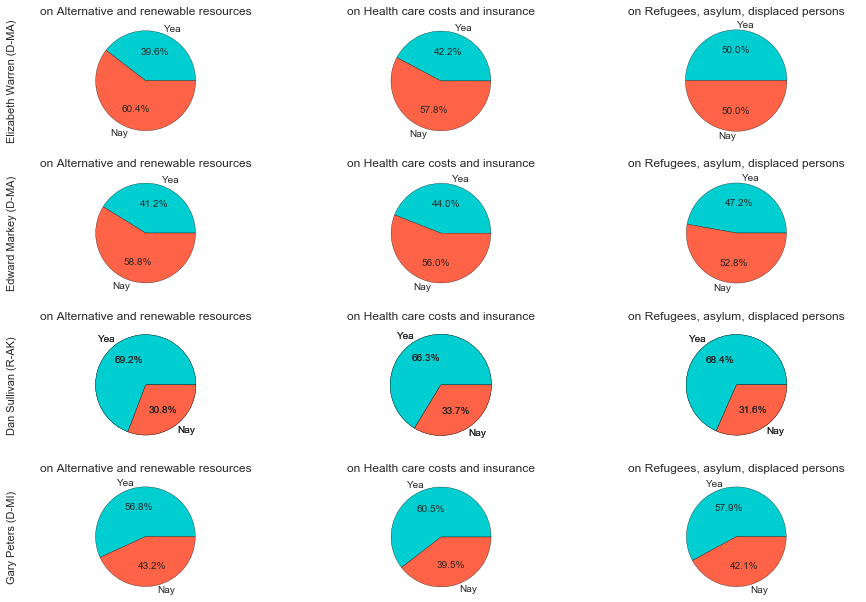 on Alternative and renewable resources
on Health care costs and insurance
on Refugees, asylum, displaced persons
Elizabeth Warren (D-MA)
Yea
39.6%
60.4%
Nay
Yea
42.2%
57.8%
Nay
Yea
50.0%
50.0%
Nay
on Alternative and renewable resources
on Health care costs and insurance
on Refugees, asylum, displaced persons
Edward Markey (D-MA)
Yea
41.2%
58.8%
Nay
Yea
44.0%
56.0%
Nay
Yea
47.2%
52.8%
Nay
on Alternative and renewable resources
on Health care costs and insurance
on Refugees, asylum, displaced persons
Dan Sullivan (R-AK)
Yea
69.2%
30.8%
Nay
Yea
66.3%
33.7%
Nay
Yea
68.4%
31.6%
Nay
on Alternative and renewable resources
on Health care costs and insurance
on Refugees, asylum, displaced persons
Gary Peters (D-MI)
Yea
56.8%
43.2%
Nay
Yea
60.5%
39.5%
Nay
Yea
57.9%
42.1%
Nay